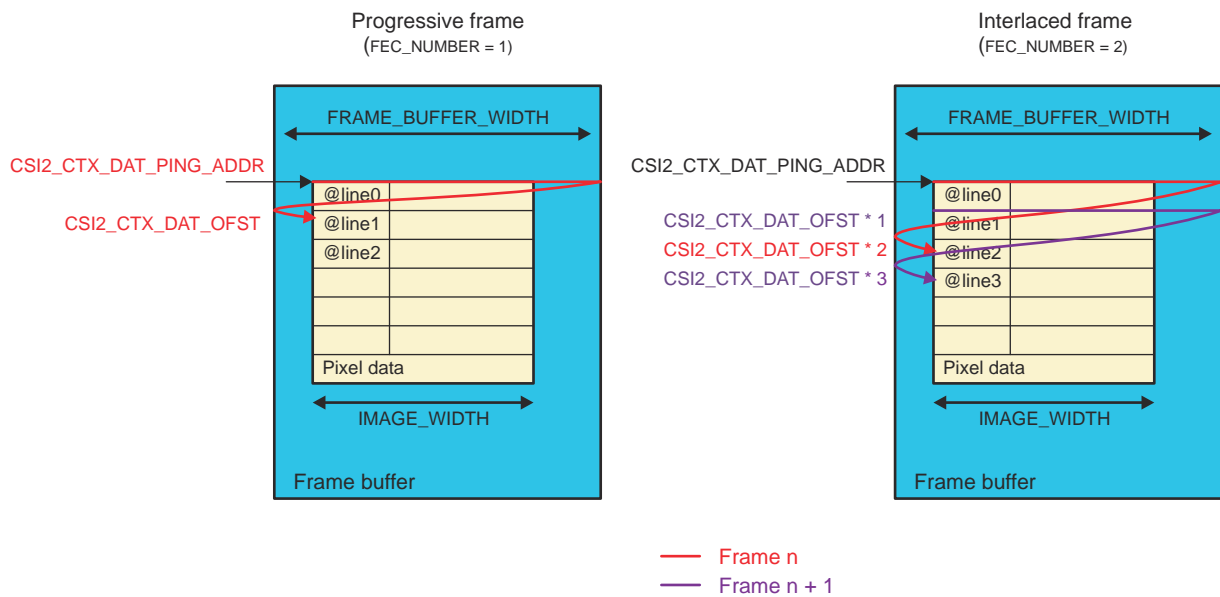 Progressive frame
(FEC_NUMBER = 1)
FRAME_BUFFER_WIDTH
CSI2_CTX_DAT_PING_ADDR
@line0
CSI2_CTX_DAT_OFST
@line1
@line2
Pixel data
IMAGE_WIDTH
Frame buffer
Interlaced frame
(FEC_NUMBER = 2)
FRAME_BUFFER_WIDTH
CSI2_CTX_DAT_PING_ADDR
@line0
CSI2_CTX_DAT_OFST * 1
@line1
CSI2_CTX_DAT_OFST * 2
@line2
CSI2_CTX_DAT_OFST * 3
@line3
Pixel data
IMAGE_WIDTH
Frame buffer
Frame n
Frame n + 1